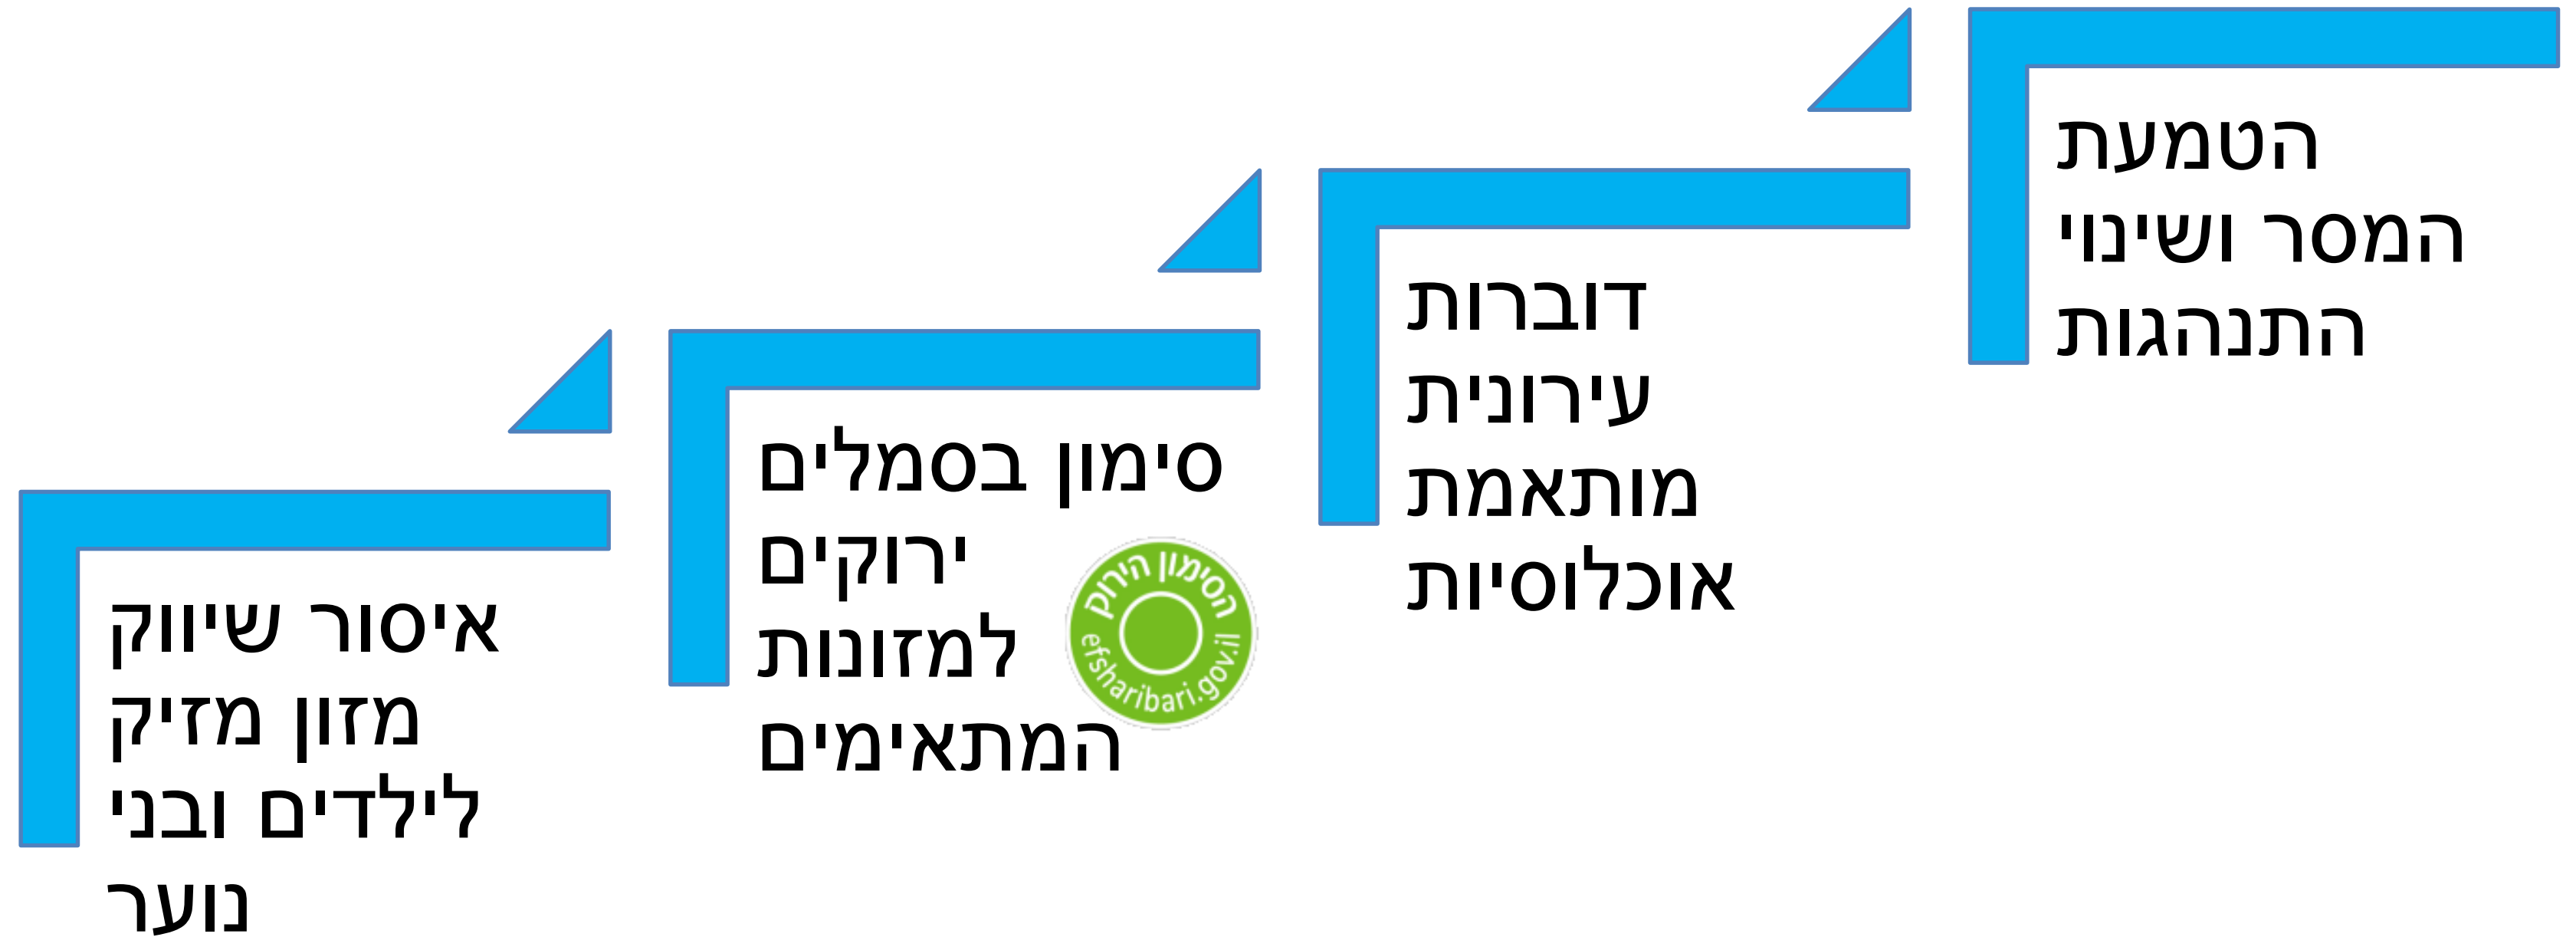 איסור שיווק
מזון מזיק
לילדים ובני
נוער
סימון בסמלים
ירוקים
למזונות
המתאימים
הסימון הירוק
efsharibari.gov.il
דוברות
עירונית
מותאמת
אוכלוסיות
הטמעת
המסר ושינוי
התנהגות